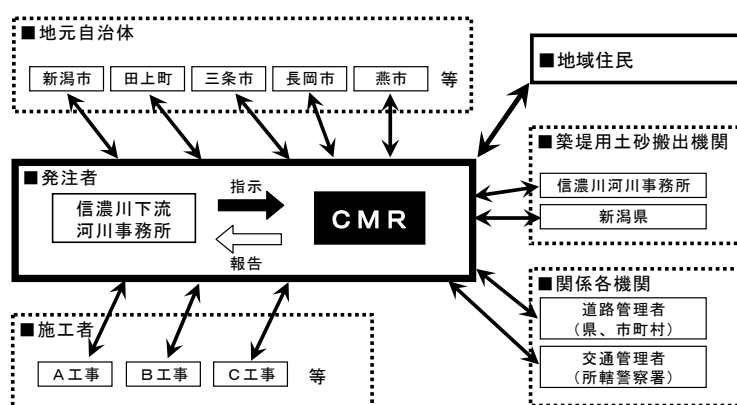 ■地元自治体
新潟市 田上町 三条市 長岡市 燕市 等
■地域住民
■築堤用土砂搬出機関
信濃川河川事務所
新潟県
■発注者
信濃川下流
河川事務所
指示
報告
CMR
■関係各機関
道路管理者
（県、市町村）
交通管理者
（所轄警察署）
■施工者
A工事 B工事 C工事 等